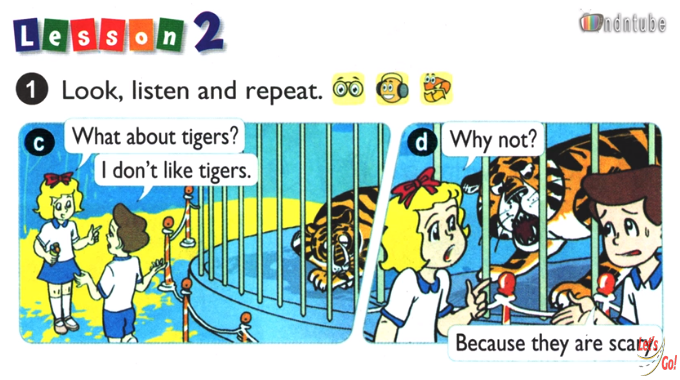 Lesson 2
ndntube
1 Look, listen and repeat.
c
What about tigers?
I don't like tigers.
d
Why not?
Because they are scary.
Let's
Go!